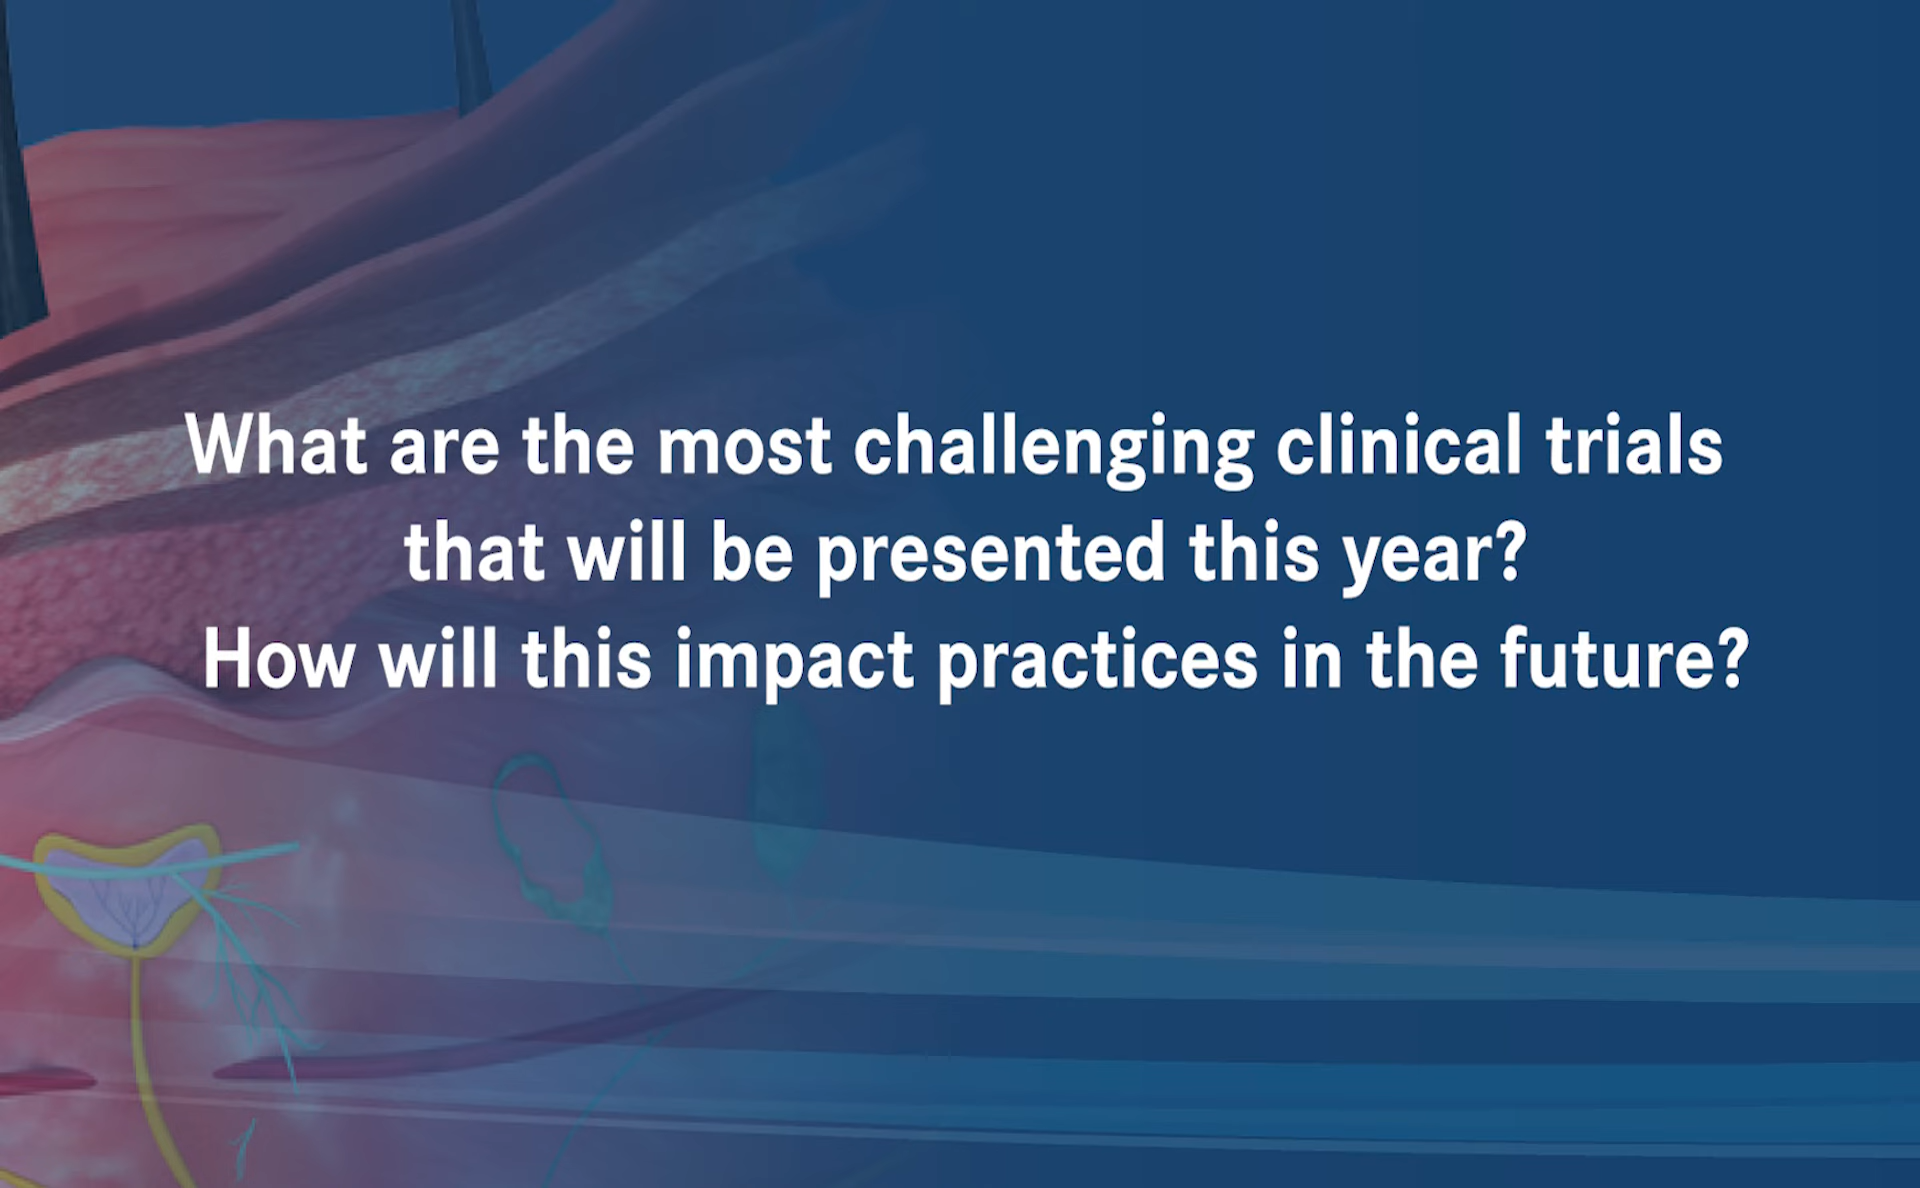 What are the most challenging clinical trials
that will be presented this year?
How will this impact practices in the future?